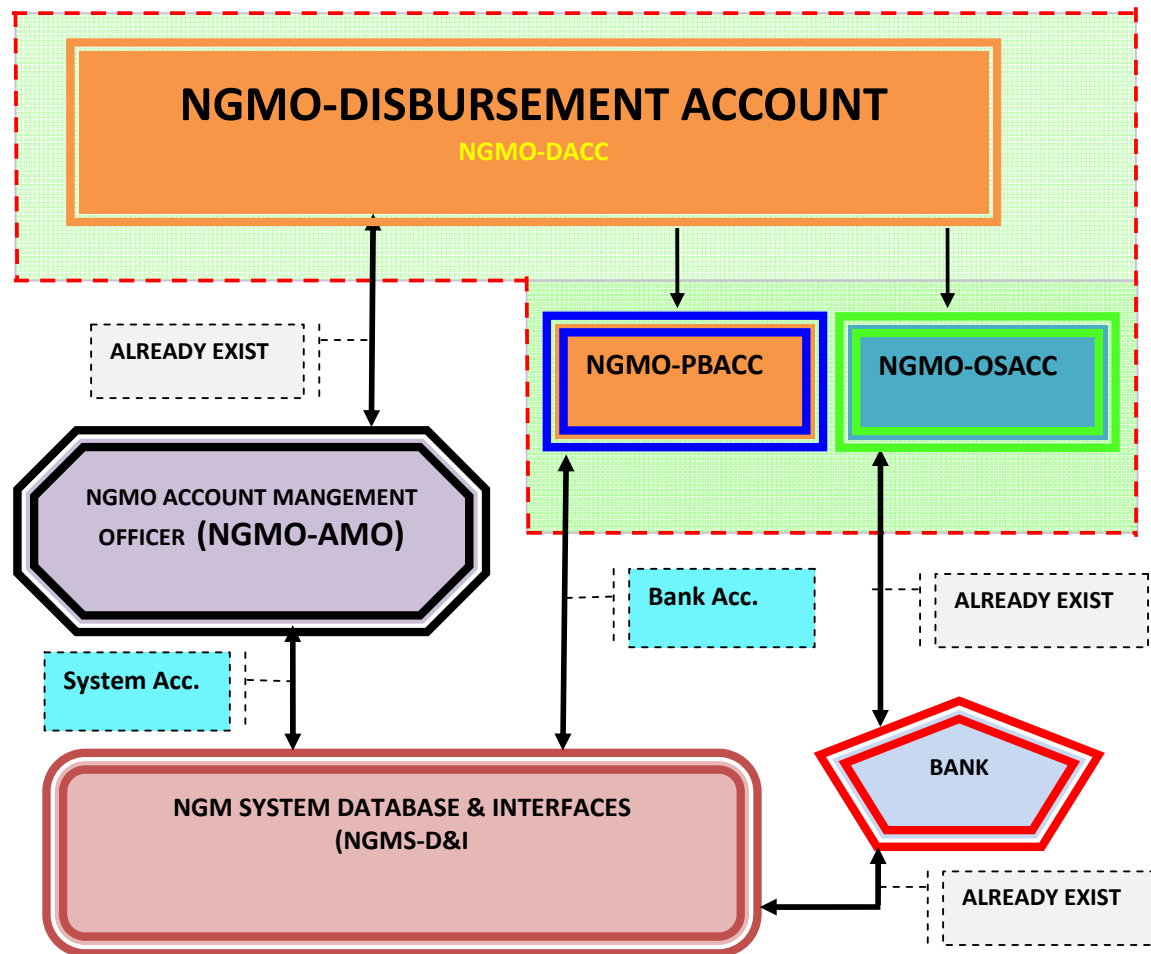 NGMO-DISBURSEMENT ACCOUNT
NGMO-DACC
ALREADY EXIST
NGMO-PBACC
NGMO-OSACC
NGMO ACCOUNT MANGEMENT
OFFICER (NGMO-AMO)
Bank Acc.
ALREADY EXIST
System Acc.
BANK
NGM SYSTEM DATABASE & INTERFACES
(NGMS-D&I
ALREADY EXIST